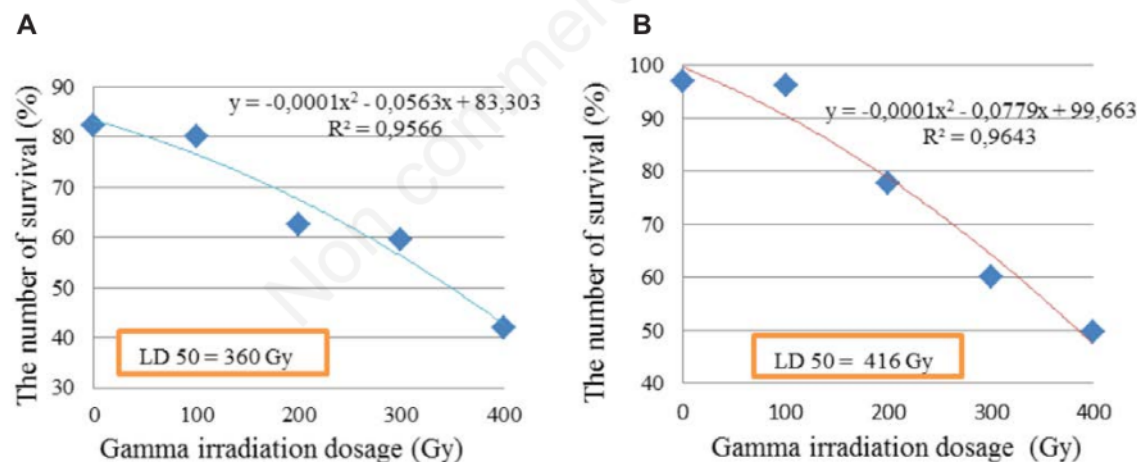 A
The number of survival (%)
90
80
70
60
50
40
30
y = -0,0001x² - 0,0563x + 83,303
R² = 0,9566
LD 50 = 360 Gy
0 100 200 300 400
Gamma irradiation dosage (Gy)
B
The number of survival (%)
100
90
80
70
60
50
40
y = -0,0001x² - 0,0779x + 99,663
R² = 0,9643
LD 50 = 416 Gy
0 100 200 300 400
Gamma irradiation dosage (Gy)
Non commer